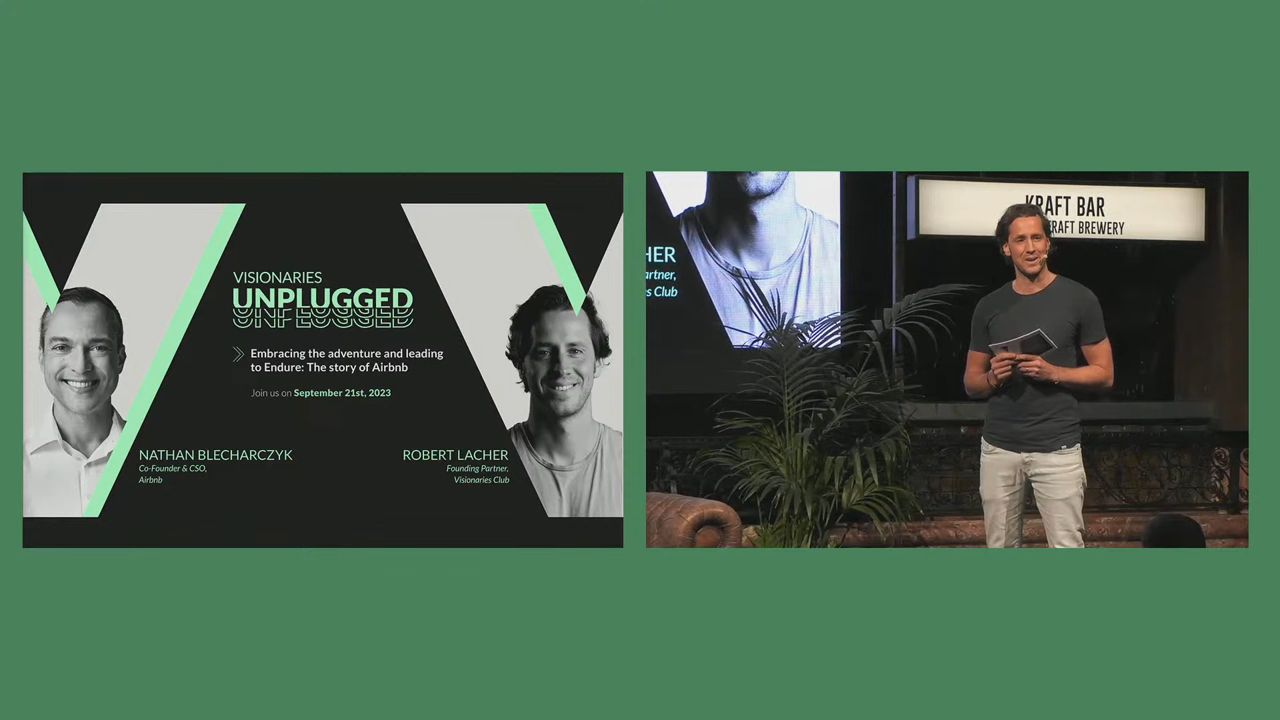 VISIONARIES
UNPLUGGED
UNPLUGGED
Embracing the adventure and leading
to Endure: The story of Airbnb
Join us on September 21st, 2023
NATHAN BLECHARCZYK
Co-Founder & CSO,
Airbnb
ROBERT LACHER
Founding Partner,
Visionaries Club
HER
artner,
s Club
KRAFT BAR
RAFT BREWERY